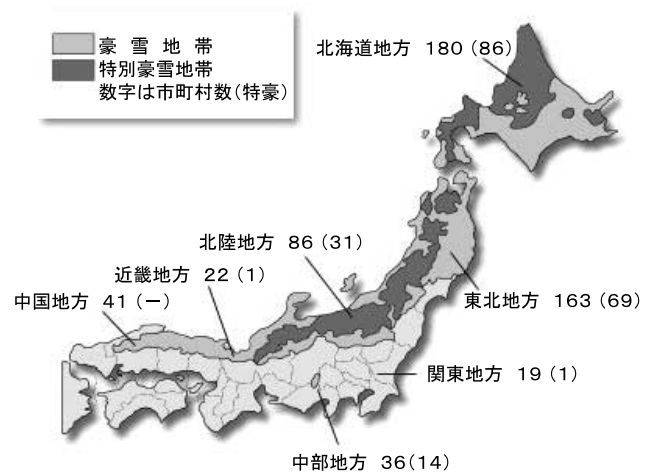 豪雪地帯
特別豪雪地帯
数字は市町村数(特豪)
北海道地方 180(86)
北陸地方 86(31)
近畿地方 22(1)
中国地方 41(ー)
東北地方 163(69)
関東地方 19(1)
中部地方 36(14)